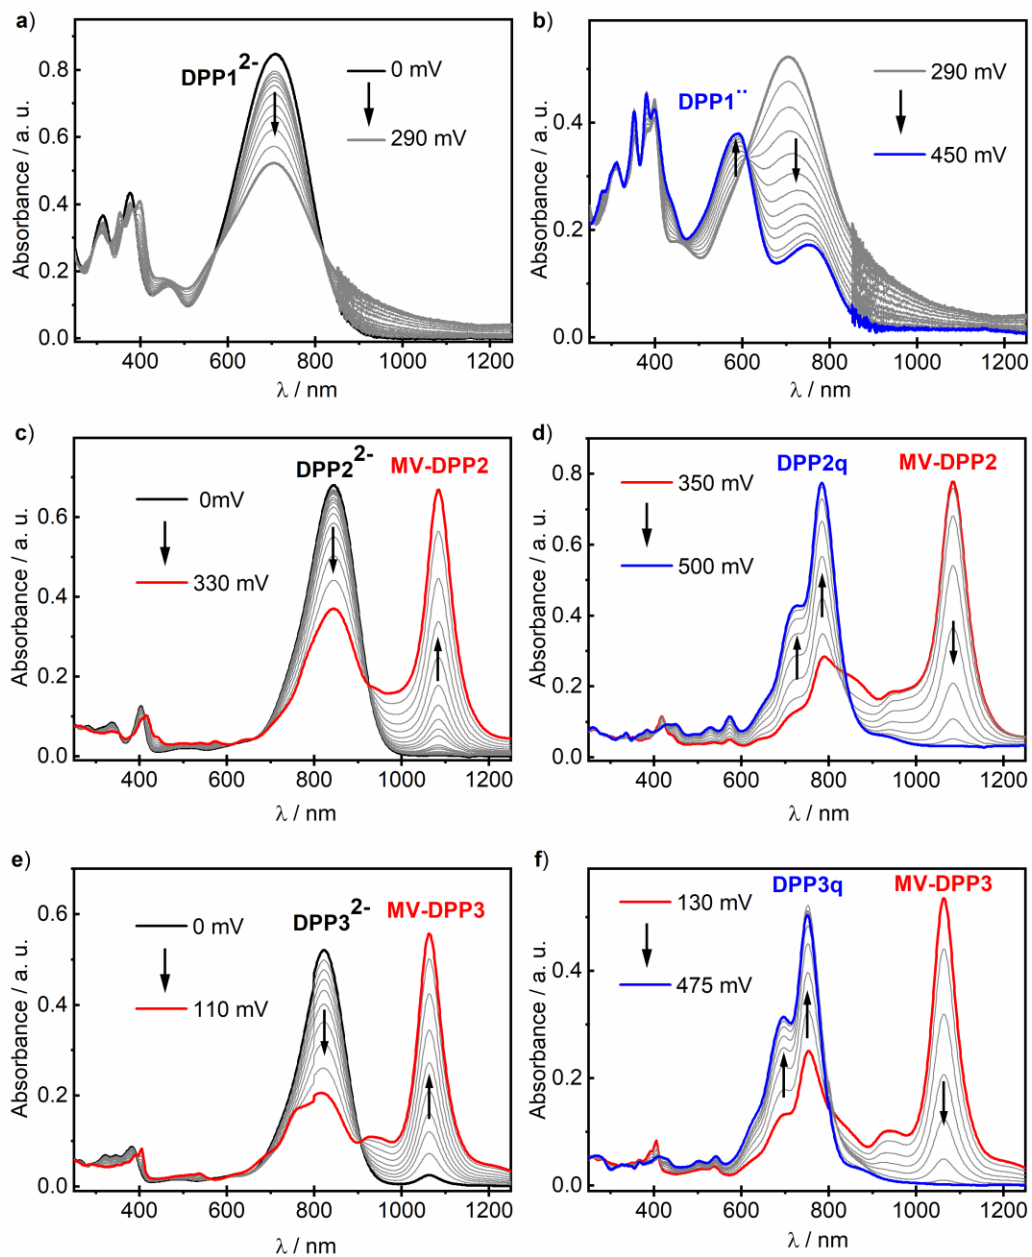 a)
DPP1²⁻
0 mV
290 mV
Absorbance / a. u.
0.8
0.6
0.4
0.2
0.0
400 600 800 1000 1200
λ / nm
b)
DPP1¨
290 mV
450 mV
Absorbance / a. u.
0.4
0.2
0.0
400 600 800 1000 1200
λ / nm
c)
DPP2²⁻ MV-DPP2
0mV
330 mV
Absorbance / a. u.
0.6
0.4
0.2
0.0
400 600 800 1000 1200
λ / nm
d)
DPP2q MV-DPP2
350 mV
500 mV
Absorbance / a. u.
0.8
0.6
0.4
0.2
0.0
400 600 800 1000 1200
λ / nm
e)
DPP3²⁻ MV-DPP3
0 mV
110 mV
Absorbance / a. u.
0.6
0.4
0.2
0.0
400 600 800 1000 1200
λ / nm
f)
DPP3q MV-DPP3
130 mV
475 mV
Absorbance / a. u.
0.4
0.2
0.0
400 600 800 1000 1200
λ / nm